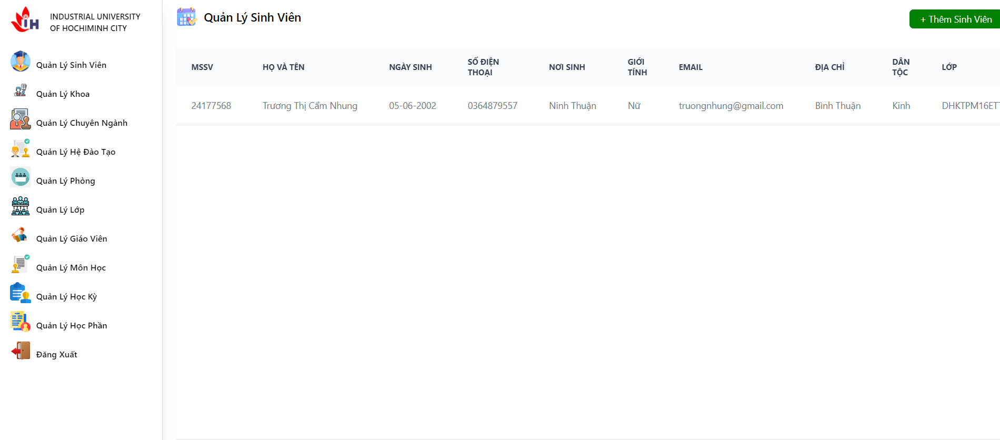 INDUSTRIAL UNIVERSITY
OF HOCHIMINH CITY
Quản Lý Sinh Viên
Quản Lý Khoa
Quản Lý Chuyên Ngành
Quản Lý Hệ Đào Tạo
Quản Lý Phòng
Quản Lý Lớp
Quản Lý Giáo Viên
Quản Lý Môn Học
Quản Lý Học Kỳ
Quản Lý Học Phần
Đăng Xuất
Quản Lý Sinh Viên
+ Thêm Sinh Viên
MSSV HỌ VÀ TÊN NGÀY SINH SỐ ĐIỆN THOẠI NƠI SINH GIỚI TÍNH EMAIL ĐỊA CHỈ DÂN TỘC LỚP
24177568 Trương Thị Cẩm Nhung 05-06-2002 0364879557 Ninh Thuận Nữ truongnhung@gmail.com Bình Thuận Kinh DHKTPM16ET